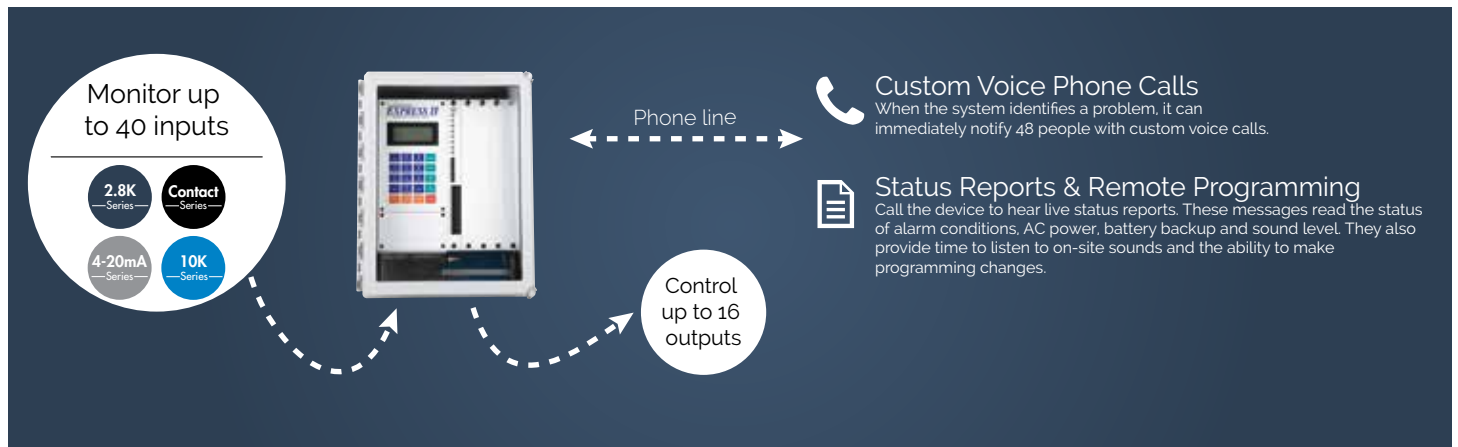 Monitor up
to 40 inputs
2.8K
Series
Contact
Series
4-20mA
Series
10K
Series
EXPRESS II
Phone line
Control
up to 16
outputs
Custom Voice Phone Calls
When the system identifies a problem, it can
immediately notify 48 people with custom voice calls.
Status Reports & Remote Programming
Call the device to hear live status reports. These messages read the status
of alarm conditions, AC power, battery backup and sound level. They also
provide time to listen to on-site sounds and the ability to make
programming changes.